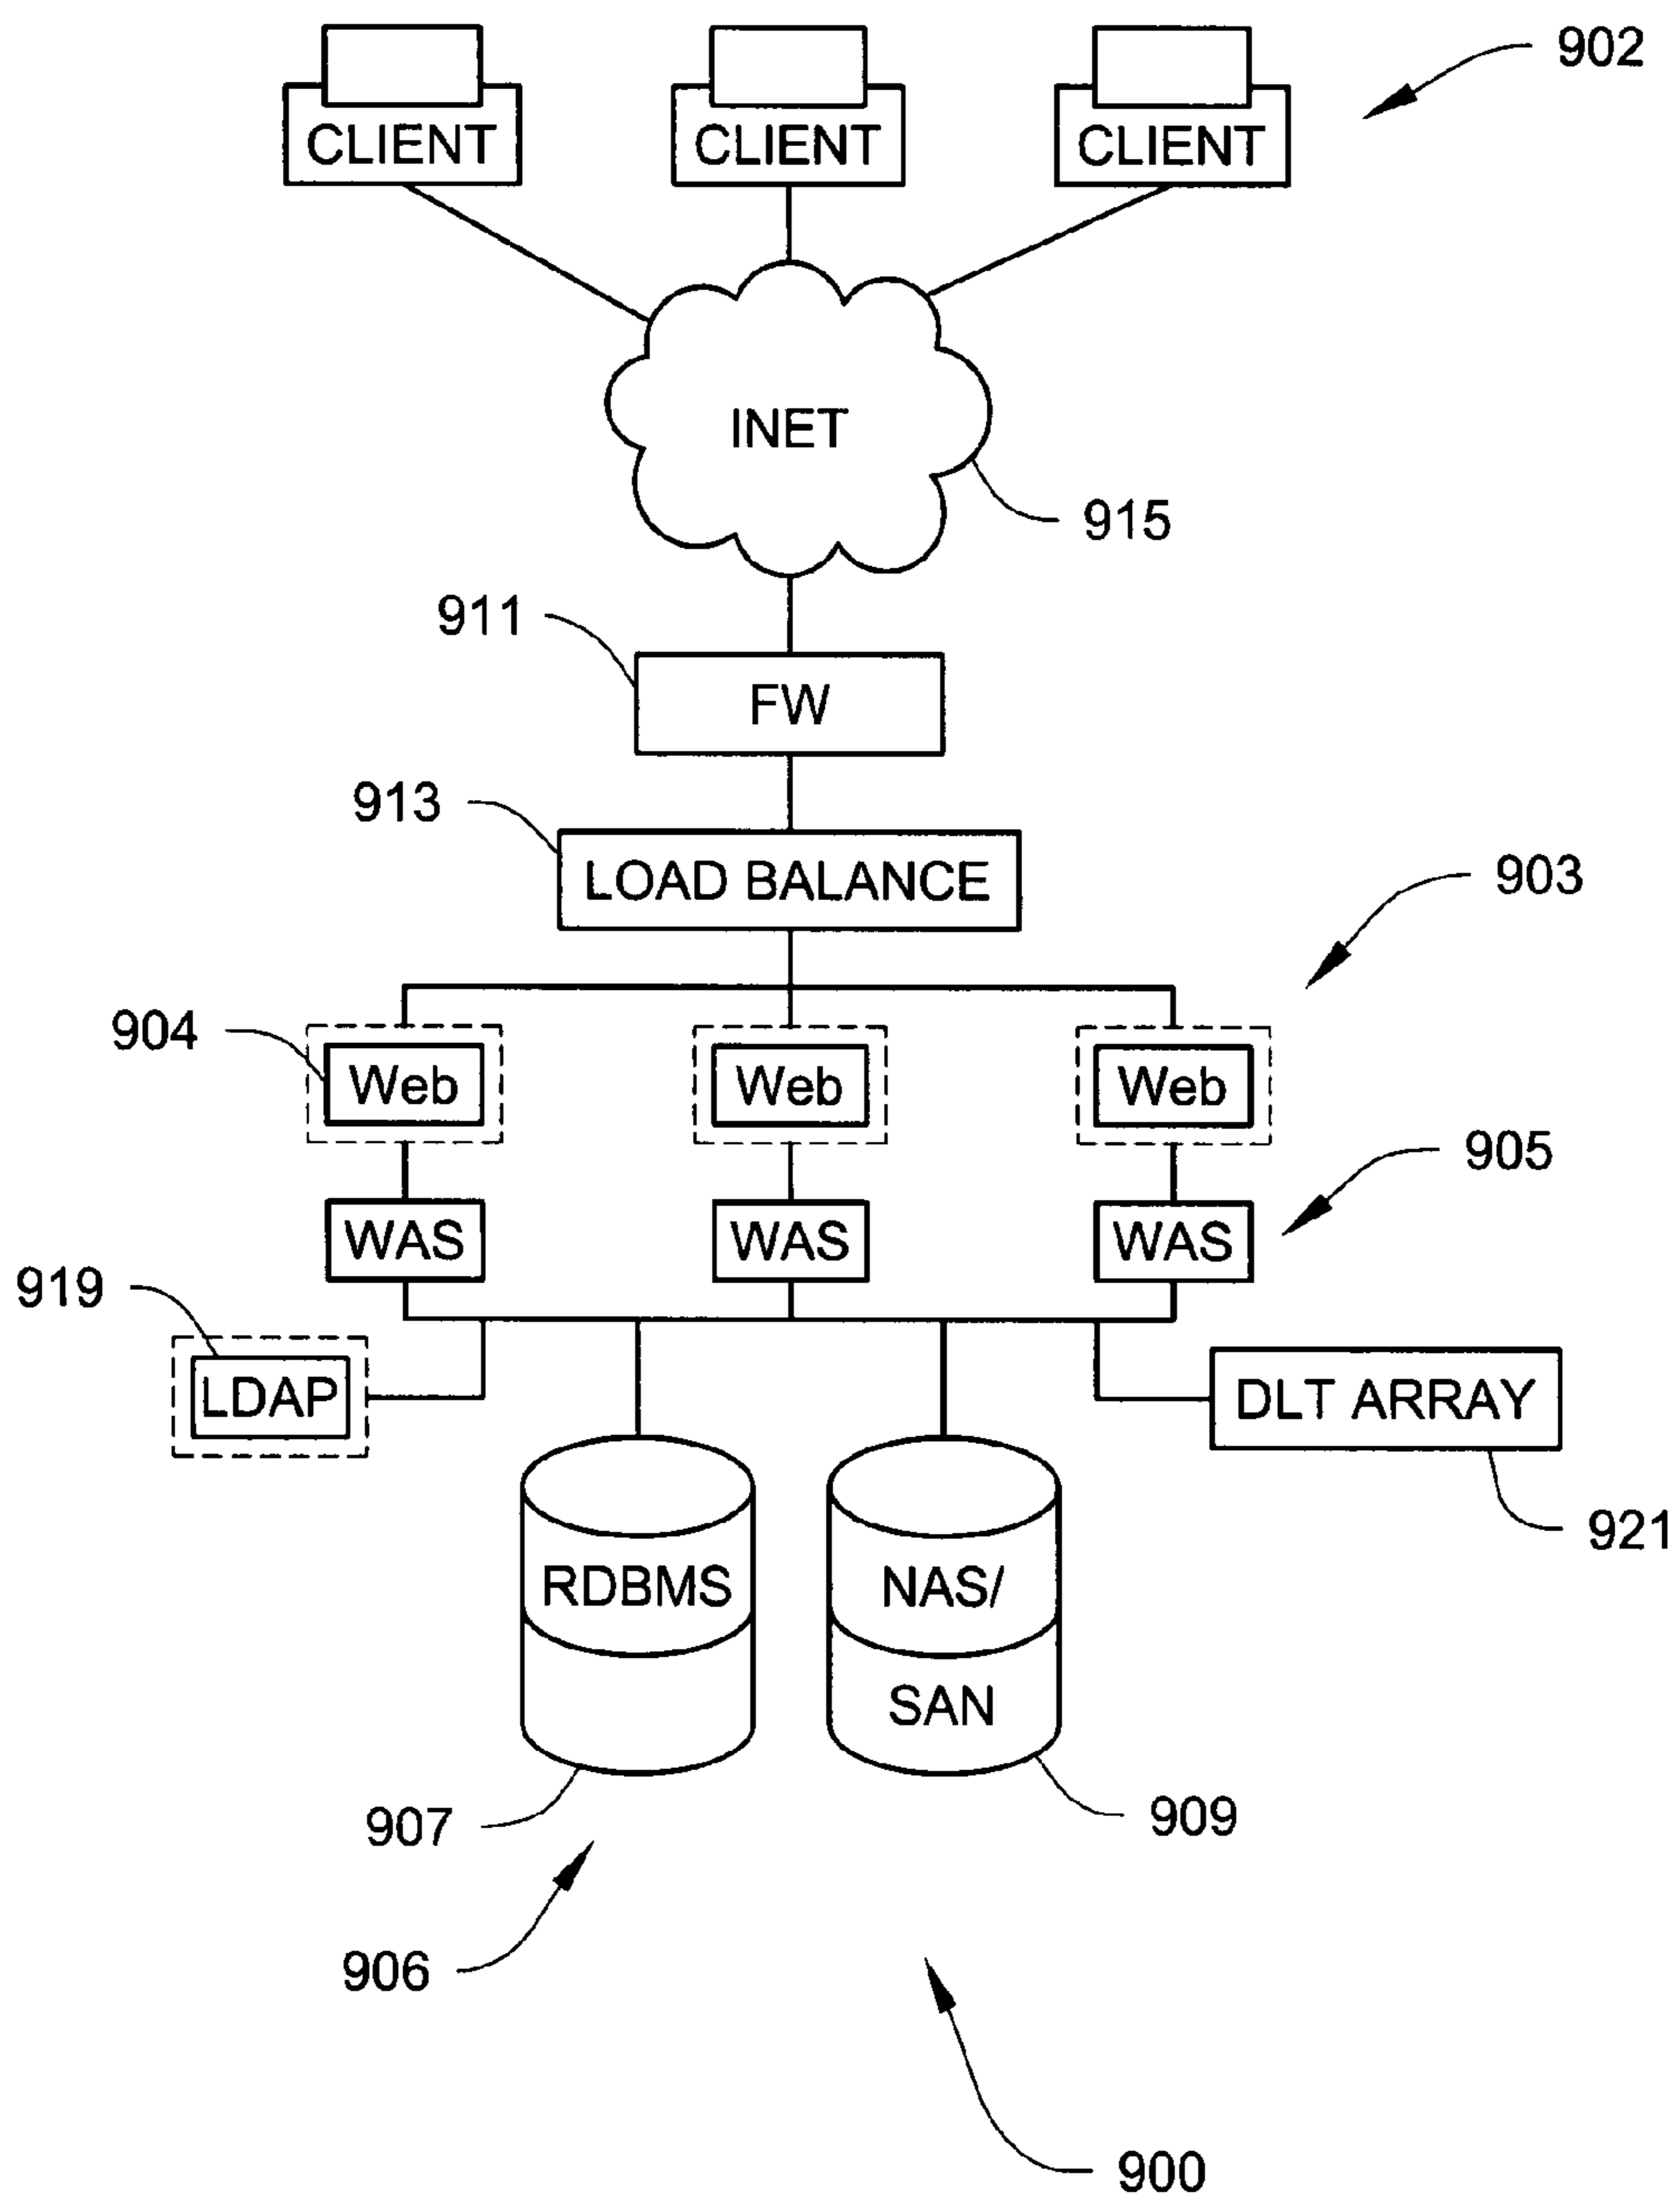 902
CLIENT CLIENT CLIENT
INET
915
911
FW
913
LOAD BALANCE
903
904
Web Web Web
905
WAS WAS WAS
919
LDAP
DLT ARRAY
921
RDBMS NAS/
SAN
907
909
906
900